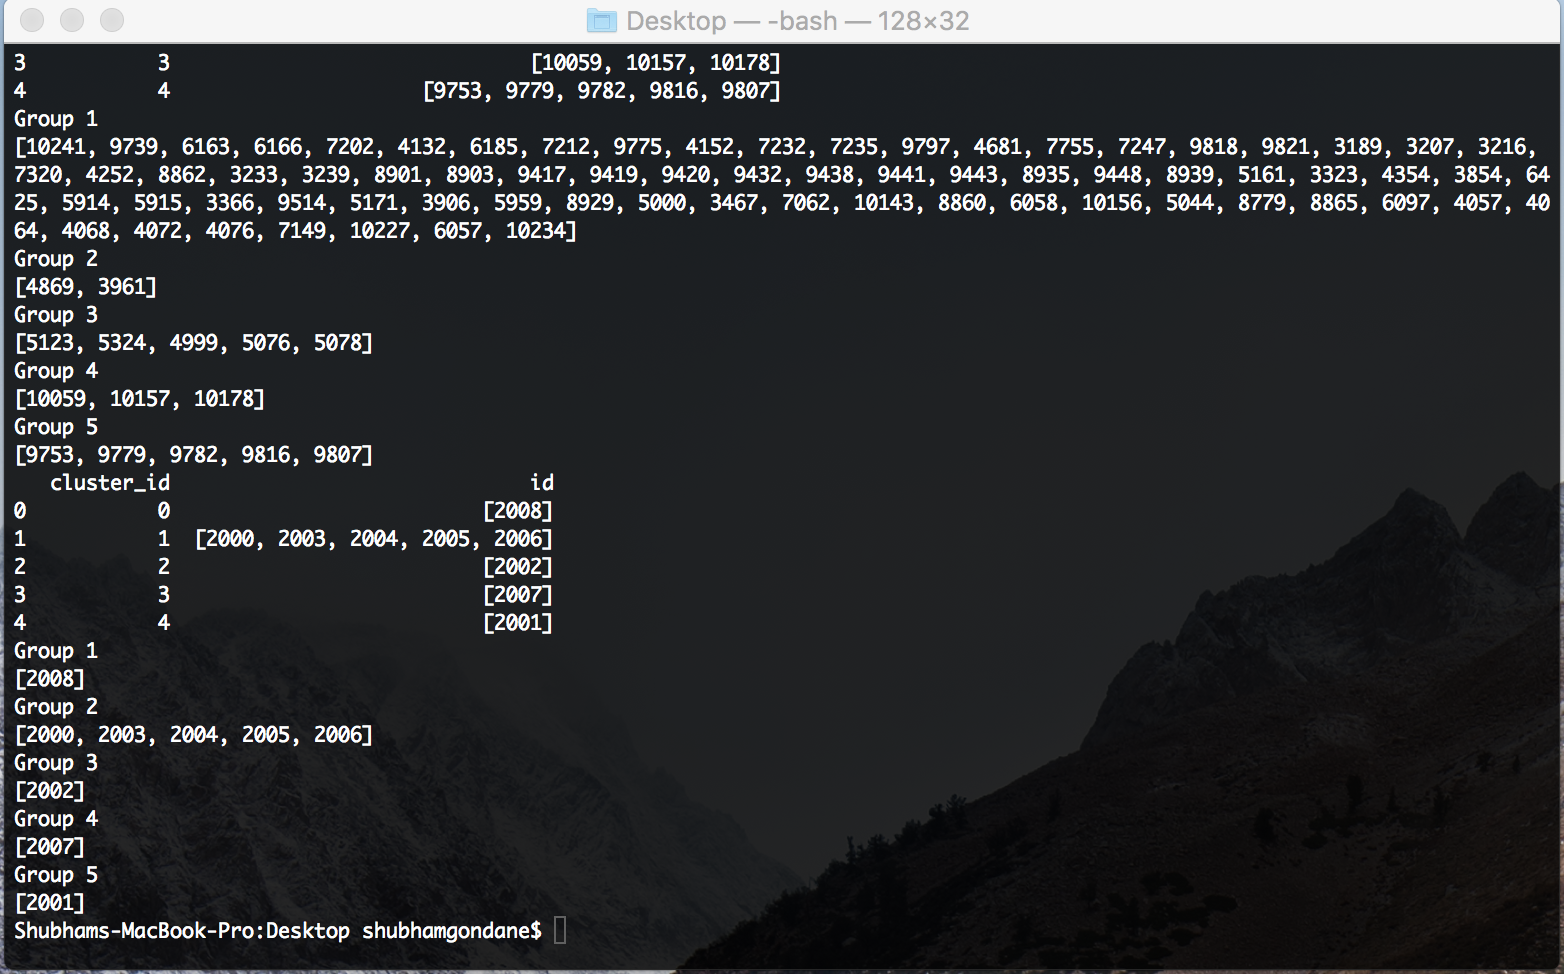 Desktop — -bash — 128×32
3 3 [10059, 10157, 10178]
4 4 [9753, 9779, 9782, 9816, 9807]
Group 1
[10241, 9739, 6163, 6166, 7202, 4132, 6185, 7212, 9775, 4152, 7232, 7235, 9797, 4681, 7755, 7247, 9818, 9821, 3189, 3207, 3216,
7320, 4252, 8862, 3233, 3239, 8901, 8903, 9417, 9419, 9420, 9432, 9438, 9441, 9443, 8935, 9448, 8939, 5161, 3323, 4354, 3854, 64
25, 5914, 5915, 3366, 9514, 5171, 3906, 5959, 8929, 5000, 3467, 7062, 10143, 8860, 6058, 10156, 5044, 8779, 8865, 6097, 4057, 40
64, 4068, 4072, 4076, 7149, 10227, 6057, 10234]
Group 2
[4869, 3961]
Group 3
[5123, 5324, 4999, 5076, 5078]
Group 4
[10059, 10157, 10178]
Group 5
[9753, 9779, 9782, 9816, 9807]
cluster_id id
0 0 [2008]
1 1 [2000, 2003, 2004, 2005, 2006]
2 2 [2002]
3 3 [2007]
4 4 [2001]
Group 1
[2008]
Group 2
[2000, 2003, 2004, 2005, 2006]
Group 3
[2002]
Group 4
[2007]
Group 5
[2001]
Shubhams-MacBook-Pro:Desktop shubhamgondane$